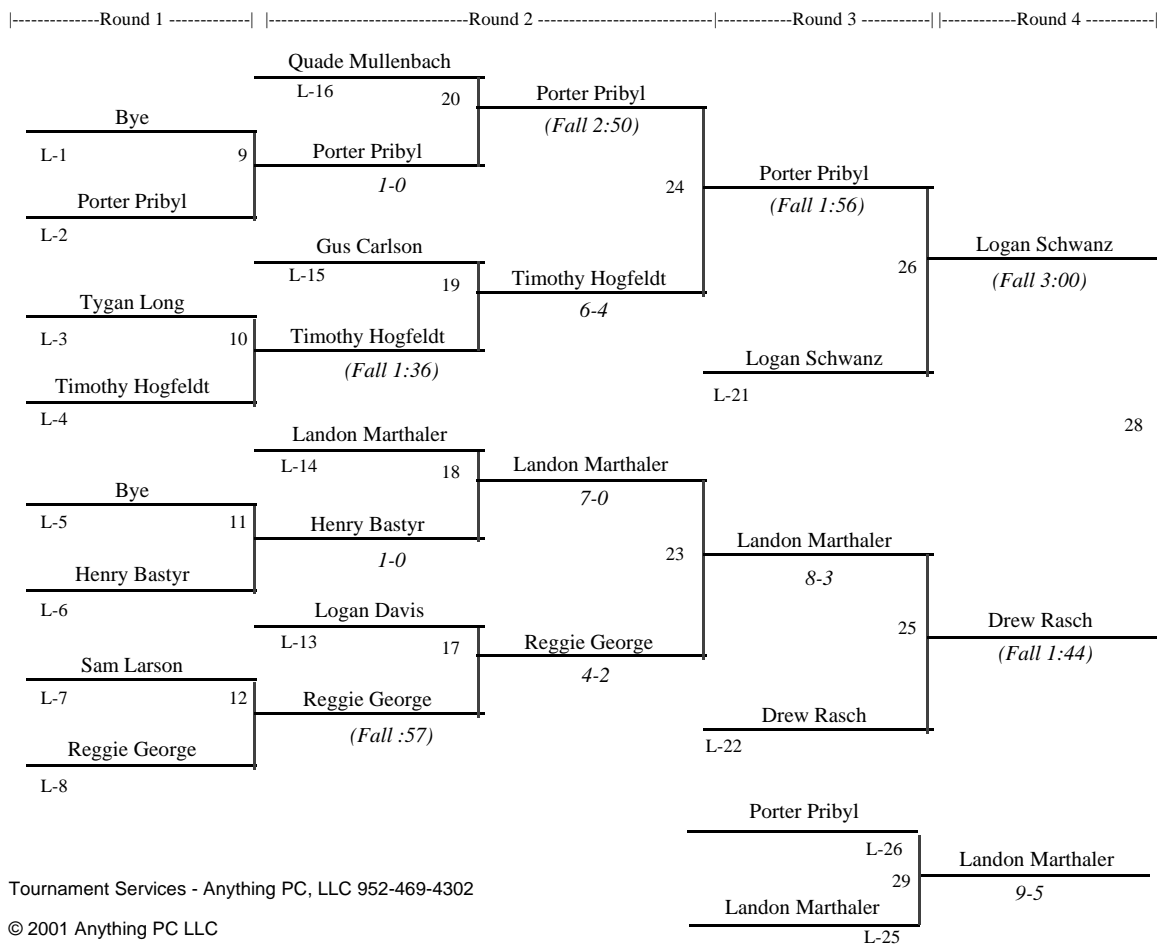 |--------------Round 1 --------------| |----------------------------------Round 2 -----------------------------|-------------Round 3 ------------||-------------Round 4 ------------|
Quade Mullenbach
L-16 20 Porter Pribyl
Bye (Fall 2:50)
L-1 9 Porter Pribyl
1-0 24 Porter Pribyl
Porter Pribyl (Fall 1:56)
L-2
Gus Carlson Logan Schwanz
L-15 19 Timothy Hogfeldt 26 (Fall 3:00)
Tygan Long 6-4
L-3 10 Timothy Hogfeldt
(Fall 1:36) Logan Schwanz
Timothy Hogfeldt L-21
L-4
28
Landon Marthaler
L-14 18 Landon Marthaler
Bye 7-0
L-5 11 Henry Bastyr
1-0 23 Landon Marthaler
Henry Bastyr 8-3
L-6
Logan Davis 25 Drew Rasch
L-13 17 Reggie George (Fall 1:44)
Sam Larson 4-2
L-7 12 Reggie George
(Fall :57) Drew Rasch
Reggie George L-22
L-8
Porter Pribyl
L-26 Landon Marthaler
29 9-5
Landon Marthaler
L-25
Tournament Services - Anything PC, LLC 952-469-4302
© 2001 Anything PC LLC